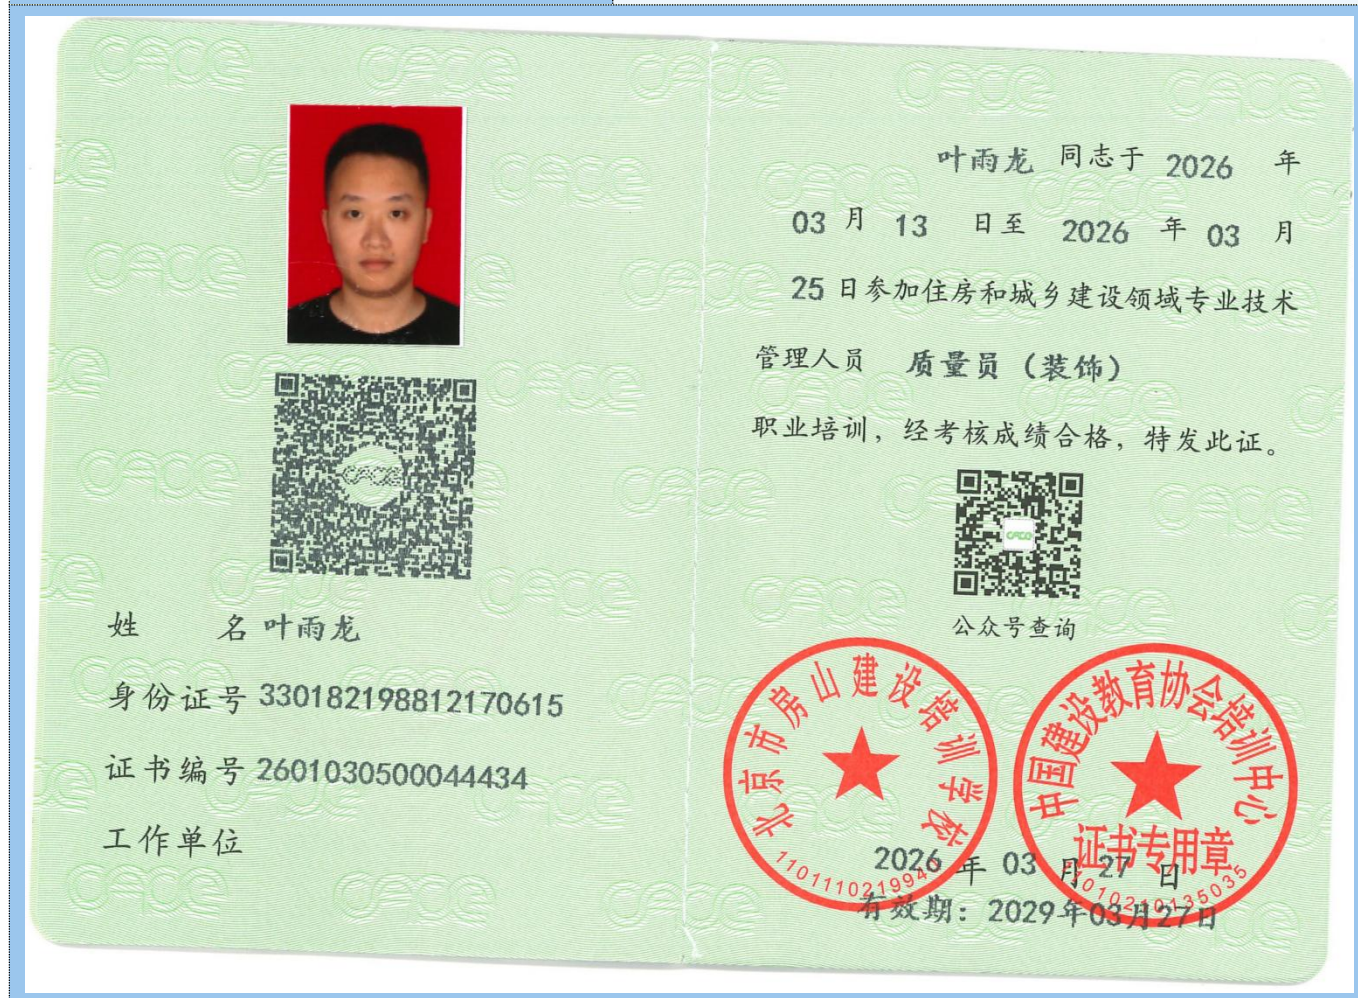 姓 名 叶雨龙
身份证号 330182198812170615
证书编号 2601030500044434
工作单位
叶雨龙 同志于 2026 年
03 月 13 日至 2026 年 03 月
25 日参加住房和城乡建设领域专业技术
管理人员 质量员（装饰）
职业培训，经考核成绩合格，特发此证。
公众号查询
北京市房山建设培训学校
中国建设教育协会培训中心
证书专用章
11010210135035
2026 年 03 月 27 日
有效期：2029年03月27日